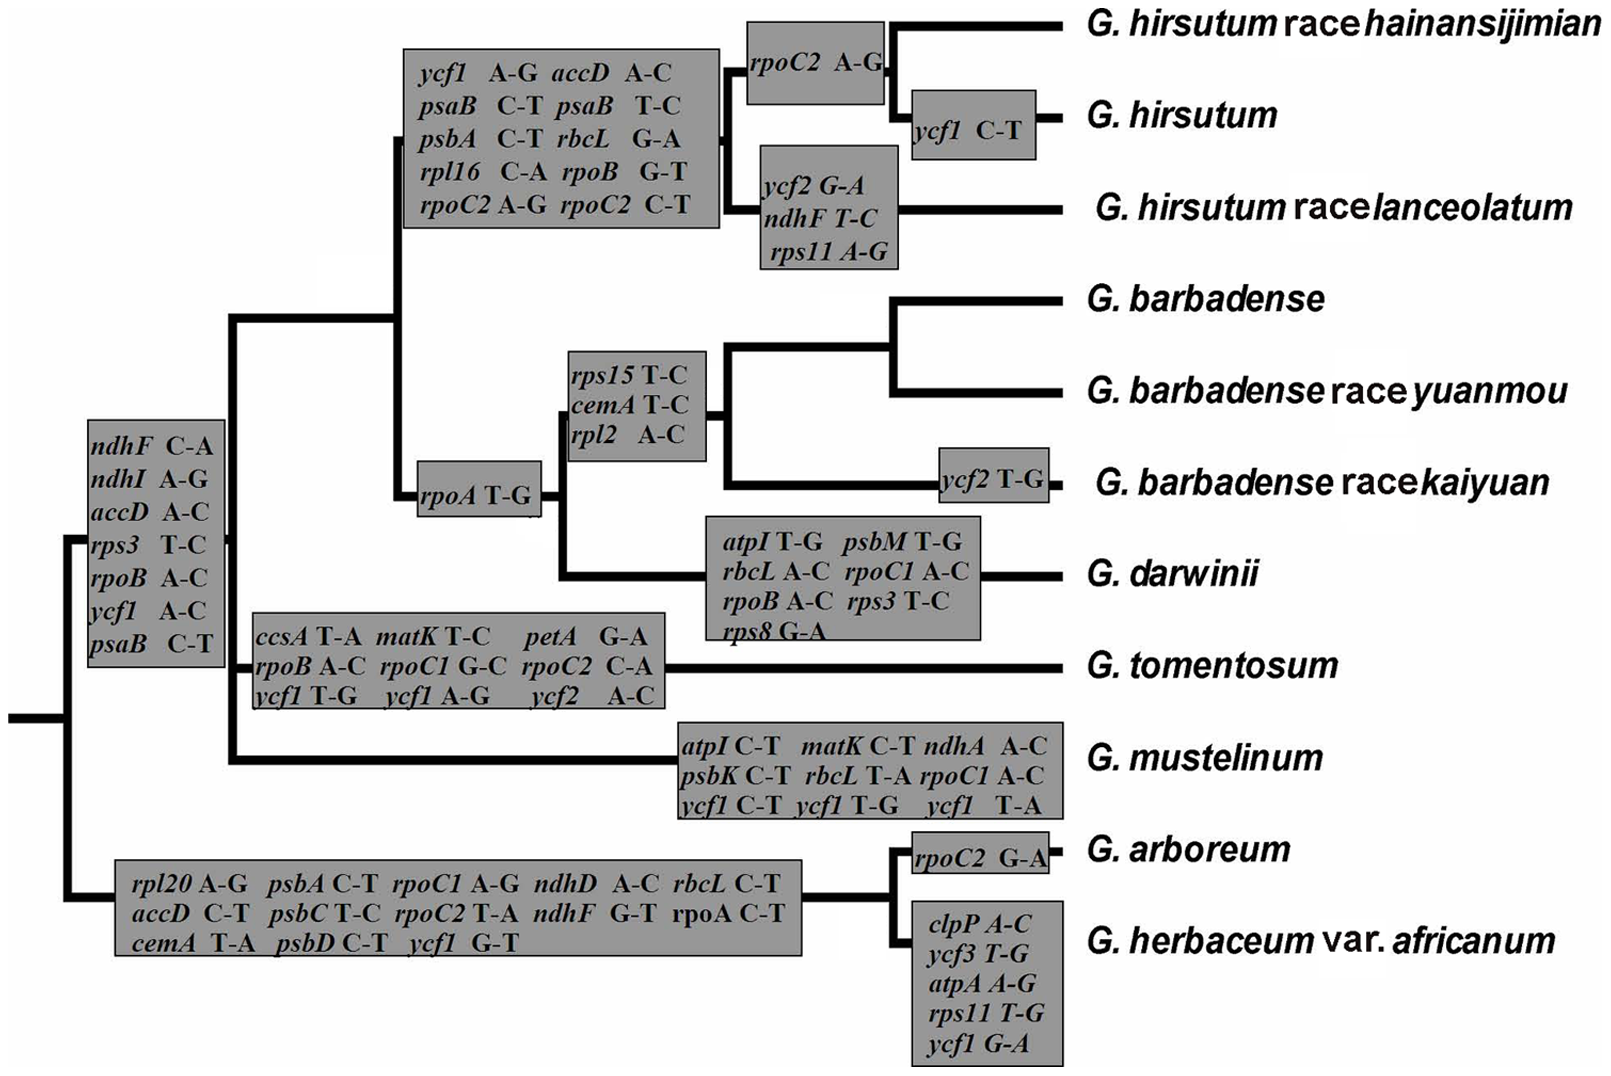 ycf1 A-G accD A-C
psaB C-T psaB T-C
psbA C-T rbcL G-A
rpl16 C-A rpoB G-T
rpoC2 A-G rpoC2 C-T
rpoC2 A-G
G. hirsutum race hainansijimian
ycf1 C-T
G. hirsutum
ycf2 G-A
ndhF T-C
rps11 A-G
G. hirsutum race lanceolatum
G. barbadense
rps15 T-C
cemA T-C
rpl2 A-C
G. barbadense race yuanmou
ndhF C-A
ndhI A-G
accD A-C
rps3 T-C
rpoB A-C
ycf1 A-C
psaB C-T
rpoA T-G
ycf2 T-G
G. barbadense race kaiyuan
atpI T-G psbM T-G
rbcL A-C rpoC1 A-C
rpoB A-C rps3 T-C
rps8 G-A
G. darwinii
ccsA T-A matK T-C petA G-A
rpoB A-C rpoC1 G-C rpoC2 C-A
ycf1 T-G ycf1 A-G ycf2 A-C
G. tomentosum
atpI C-T matK C-T ndhA A-C
psbK C-T rbcL T-A rpoC1 A-C
ycf1 C-T ycf1 T-G ycf1 T-A
G. mustelinum
rpoC2 G-A
G. arboreum
rpl20 A-G psbA C-T rpoC1 A-G ndhD A-C rbcL C-T
accD C-T psbC T-C rpoC2 T-A ndhF G-T rpoA C-T
cemA T-A psbD C-T ycf1 G-T
clpP A-C
ycf3 T-G
atpA A-G
rps11 T-G
ycf1 G-A
G. herbaceum var. africanum